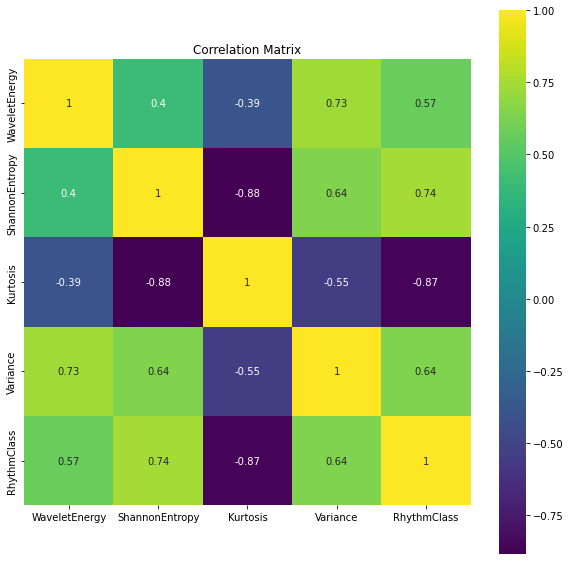 Correlation Matrix
WaveletEnergy 1 0.4 -0.39 0.73 0.57
ShannonEntropy 0.4 1 -0.88 0.64 0.74
Kurtosis -0.39 -0.88 1 -0.55 -0.87
Variance 0.73 0.64 -0.55 1 0.64
RhythmClass 0.57 0.74 -0.87 0.64 1
WaveletEnergy ShannonEntropy Kurtosis Variance RhythmClass
1.00
0.75
0.50
0.25
0.00
−0.25
−0.50
−0.75